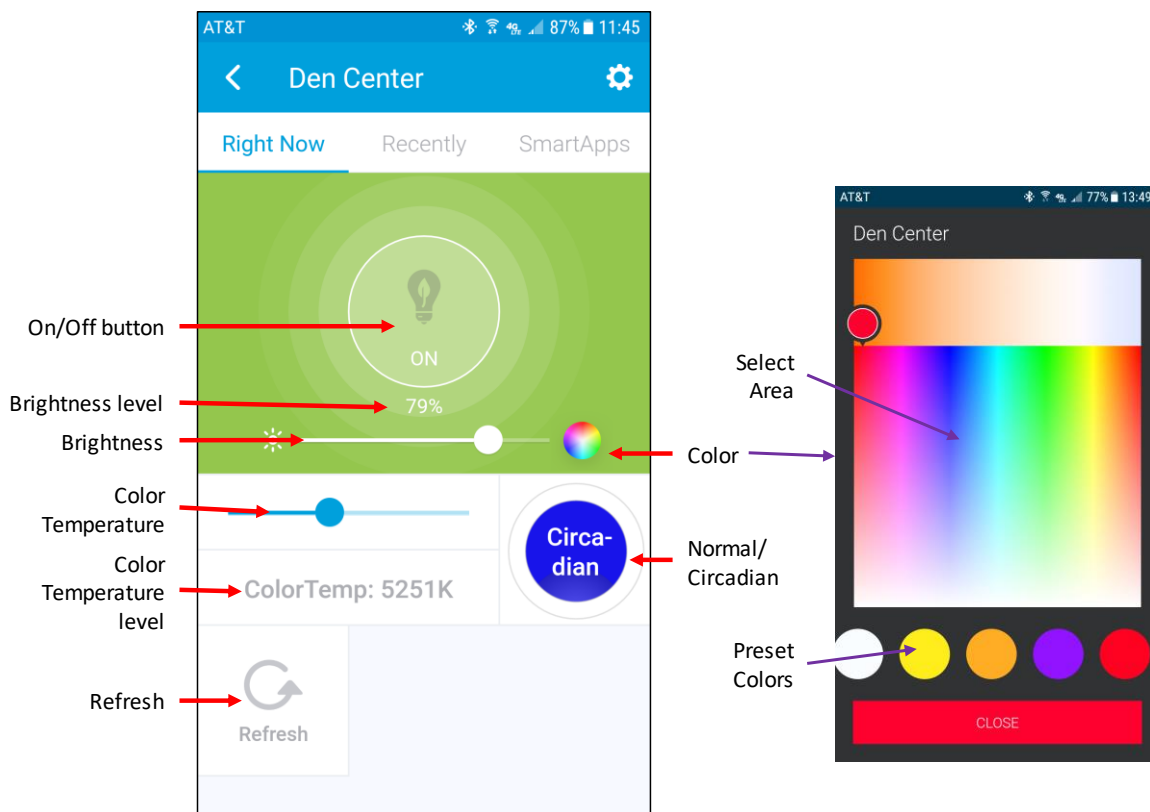 AT&T 87% 11:45
Den Center
Right Now Recently SmartApps
On/Off button
ON
Brightness level
79%
Brightness
Color
Temperature
Color
Temperature
level
ColorTemp: 5251K
Circa-
dian
Refresh
Refresh
Color
Normal/
Circadian
AT&T 77% 13:49
Den Center
Select
Area
Preset
Colors
CLOSE